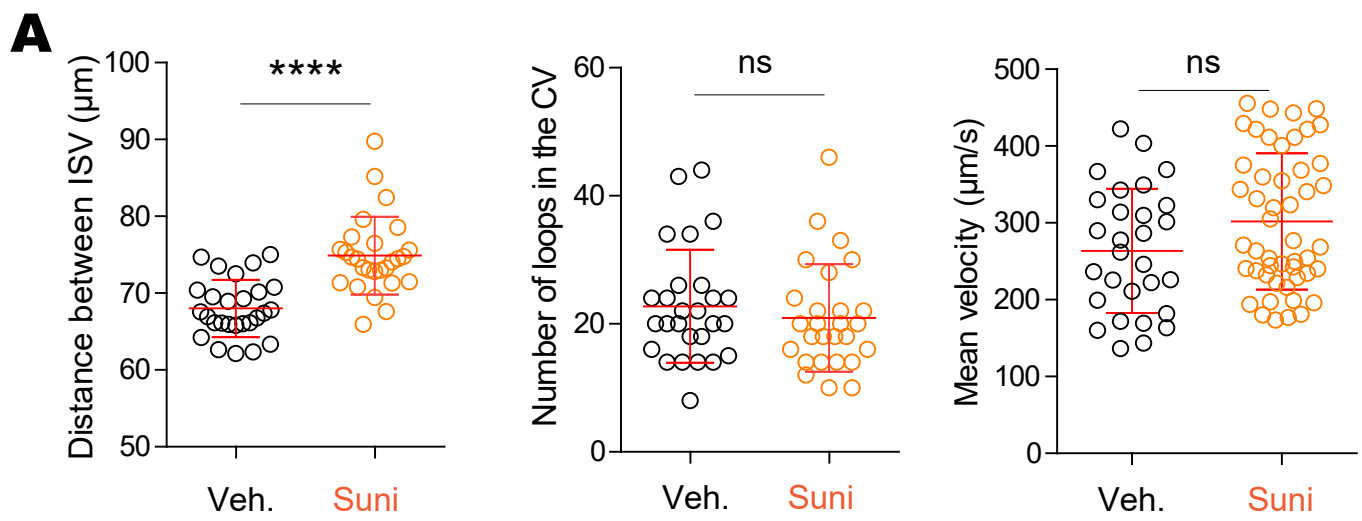 A
Distance between ISV (μm)
100
90
80
70
60
50
****
Veh.
Suni
Number of loops in the CV
60
40
20
0
ns
Veh.
Suni
Mean velocity (μm/s)
500
400
300
200
100
0
ns
Veh.
Suni